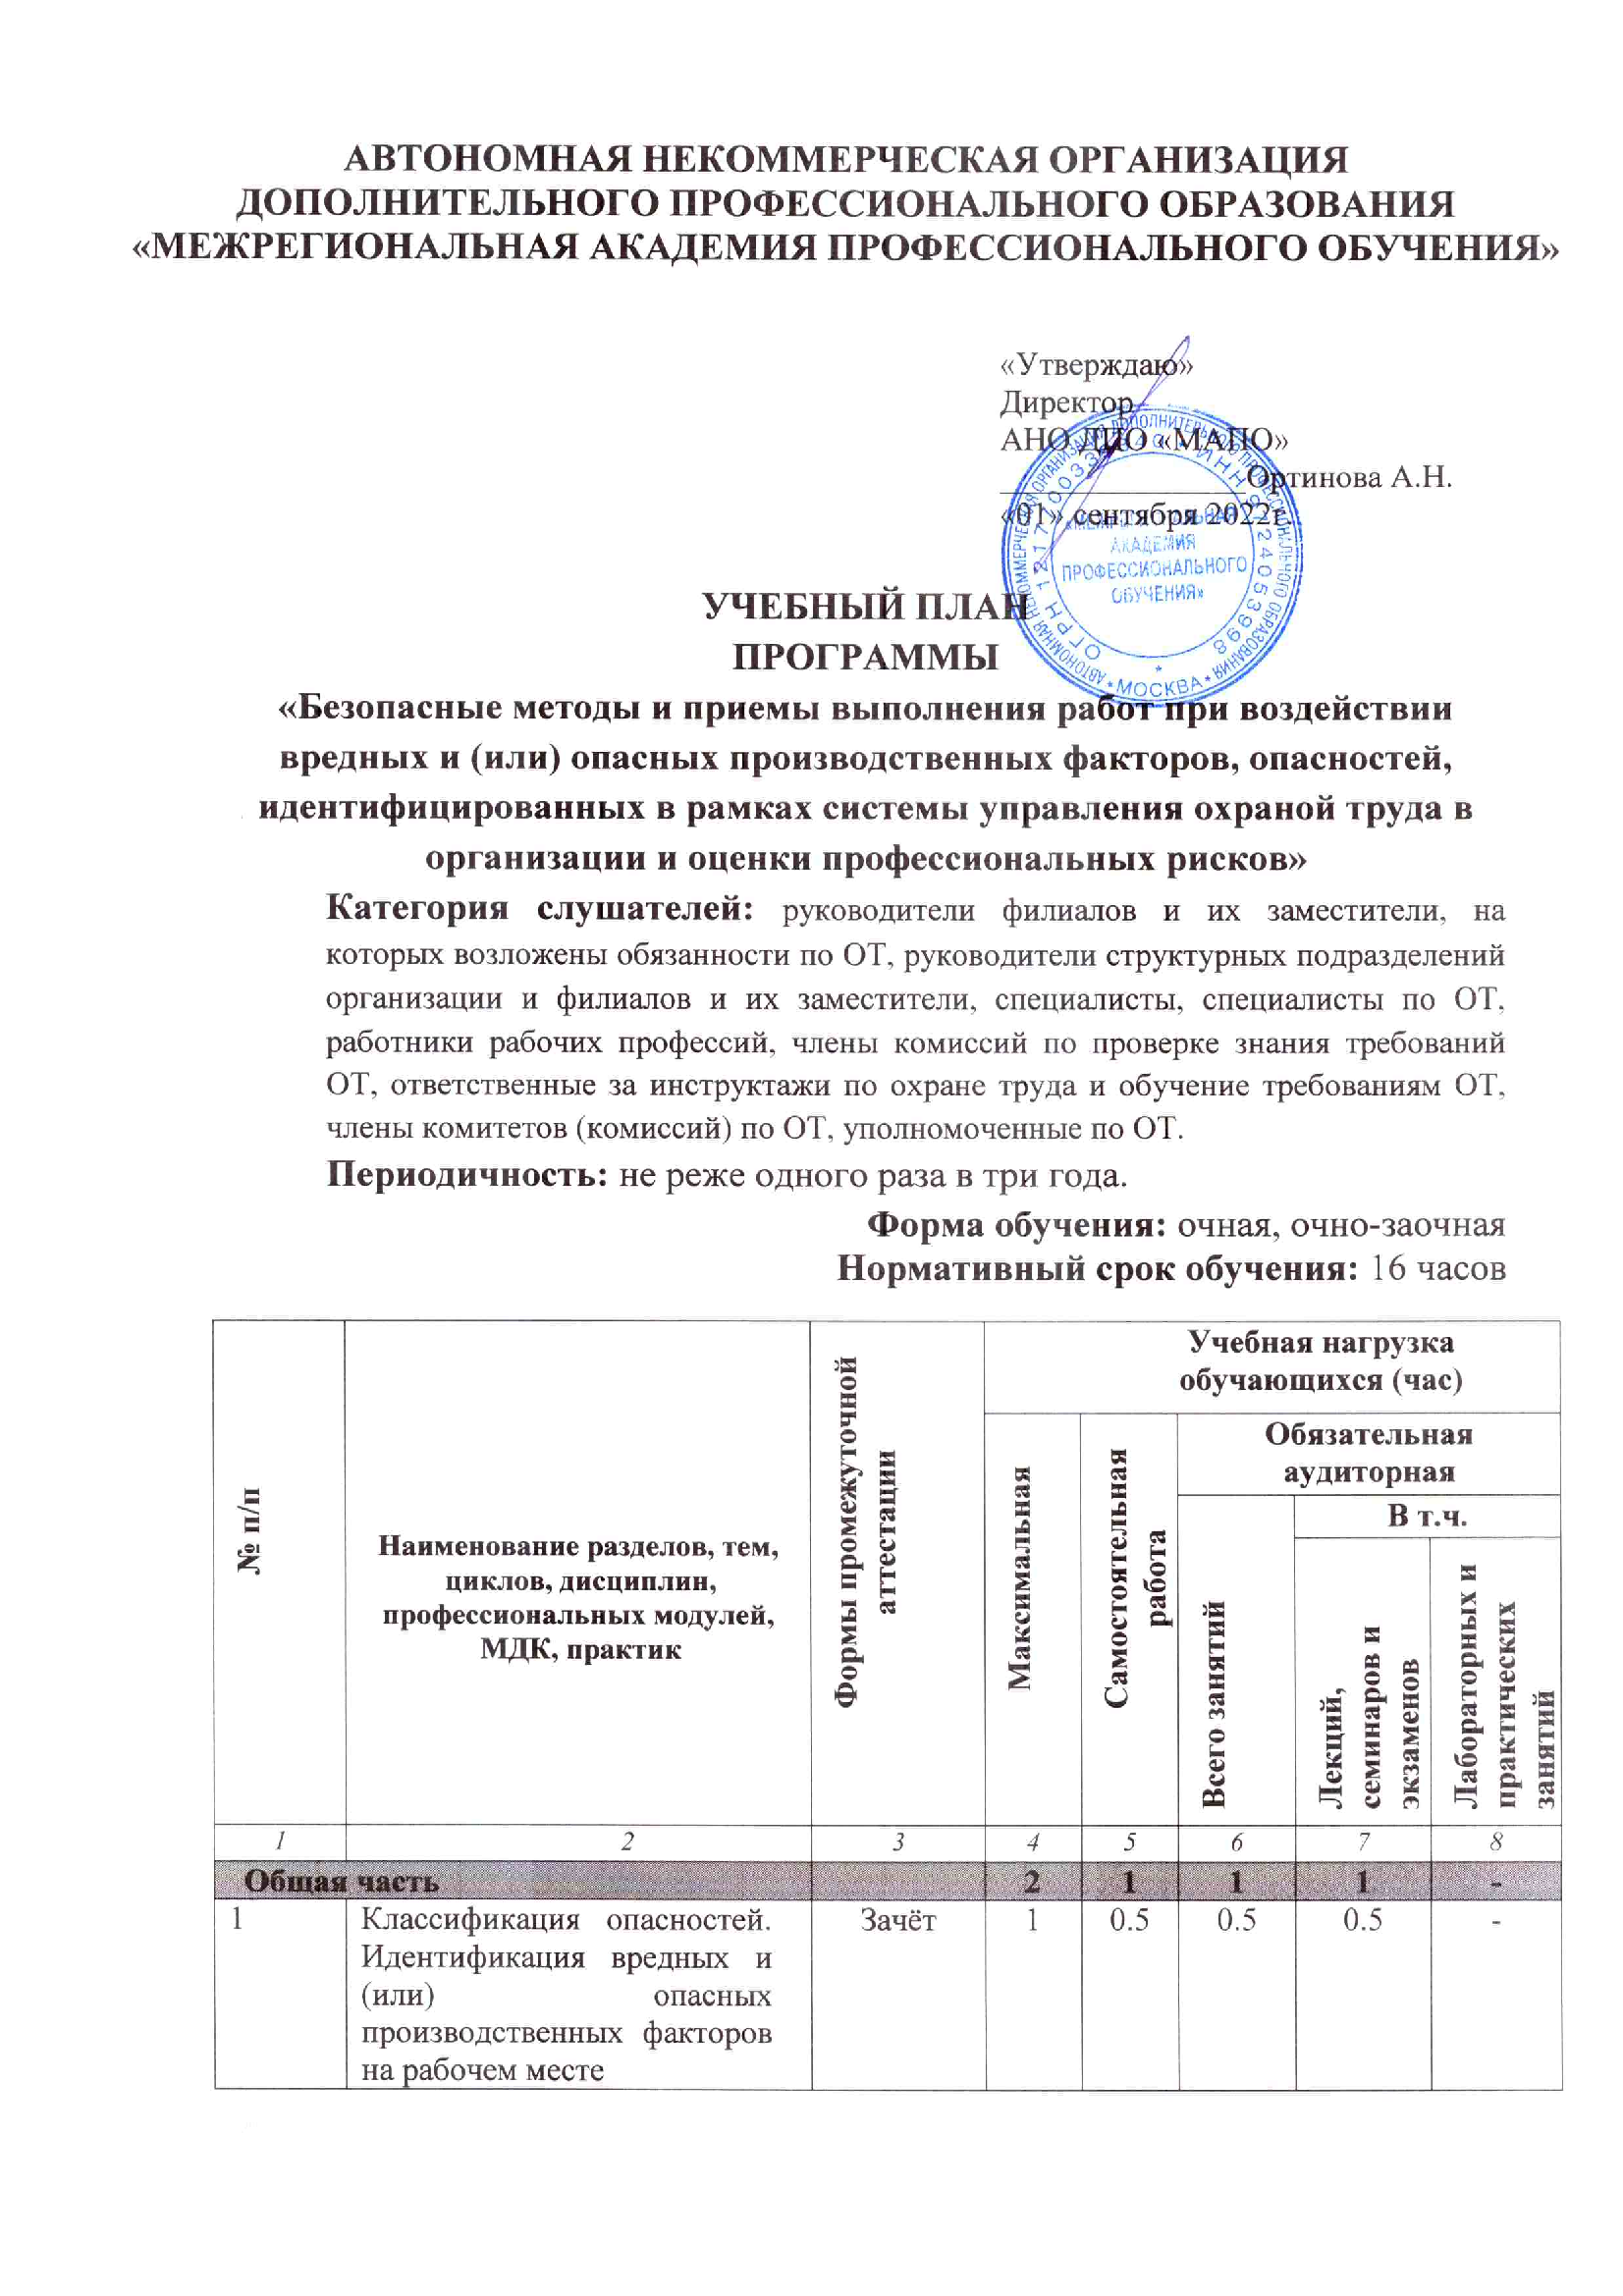 АВТОНОМНАЯ НЕКОММЕРЧЕСКАЯ ОРГАНИЗАЦИЯ
ДОПОЛНИТЕЛЬНОГО ПРОФЕССИОНАЛЬНОГО ОБРАЗОВАНИЯ
«МЕЖРЕГИОНАЛЬНАЯ АКАДЕМИЯ ПРОФЕССИОНАЛЬНОГО ОБУЧЕНИЯ»
«Утверждаю»
Директор
АНО ДПО «МАПО»
Ортинова А.Н.
«01» сентября 2022г.
АКАДЕМИЯ
ПРОФЕССИОНАЛЬНОГО
ОБУЧЕНИЯ»
* МОСКВА *
УЧЕБНЫЙ ПЛАН
ПРОГРАММЫ
«Безопасные методы и приемы выполнения работ при воздействии
вредных и (или) опасных производственных факторов, опасностей,
идентифицированных в рамках системы управления охраной труда в
организации и оценки профессиональных рисков»
Категория слушателей: руководители филиалов и их заместители, на
которых возложены обязанности по ОТ, руководители структурных подразделений
организации и филиалов и их заместители, специалисты, специалисты по ОТ,
работники рабочих профессий, члены комиссий по проверке знания требований
ОТ, ответственные за инструктажи по охране труда и обучение требованиям ОТ,
члены комитетов (комиссий) по ОТ, уполномоченные по ОТ.
Периодичность: не реже одного раза в три года.
Форма обучения: очная, очно-заочная
Нормативный срок обучения: 16 часов
№ п/п
Наименование разделов, тем,
циклов, дисциплин,
профессиональных модулей,
МДК, практик
Формы промежуточной
аттестации
Учебная нагрузка
обучающихся (час)
Максимальная
Самостоятельная
работа
Обязательная
аудиторная
Всего занятий
В т.ч.
Лекций,
семинаров и
экзаменов
Лабораторных и
практических
занятий
1 2 3 4 5 6 7 8
Общая часть 2 1 1 1 -
1 Классификация опасностей. Зачёт 1 0.5 0.5 0.5 -
Идентификация вредных и
(или) опасных
производственных факторов
на рабочем месте